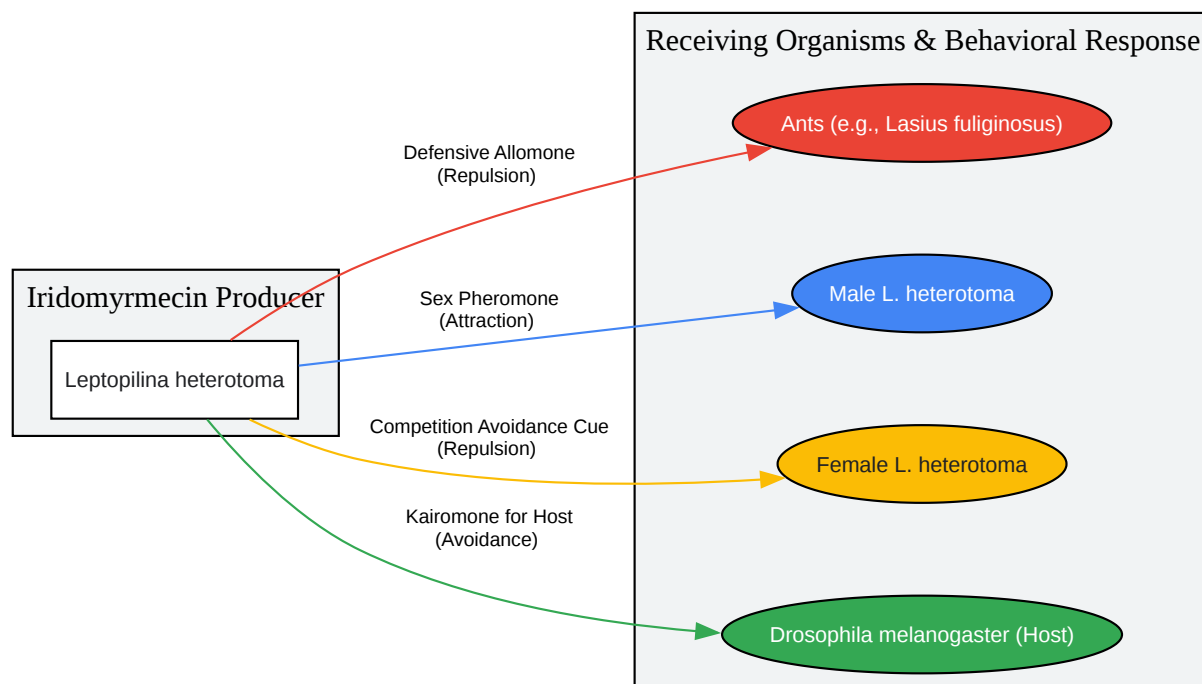 Receiving Organisms & Behavioral Response
Ants (e.g., Lasius fuliginosus)
Defensive Allomone
(Repulsion)
Iridomyrmecin Producer
Leptopilina heterotoma
Sex Pheromone
(Attraction)
Male L. heterotoma
Competition Avoidance Cue
(Repulsion)
Female L. heterotoma
Kairomone for Host
(Avoidance)
Drosophila melanogaster (Host)